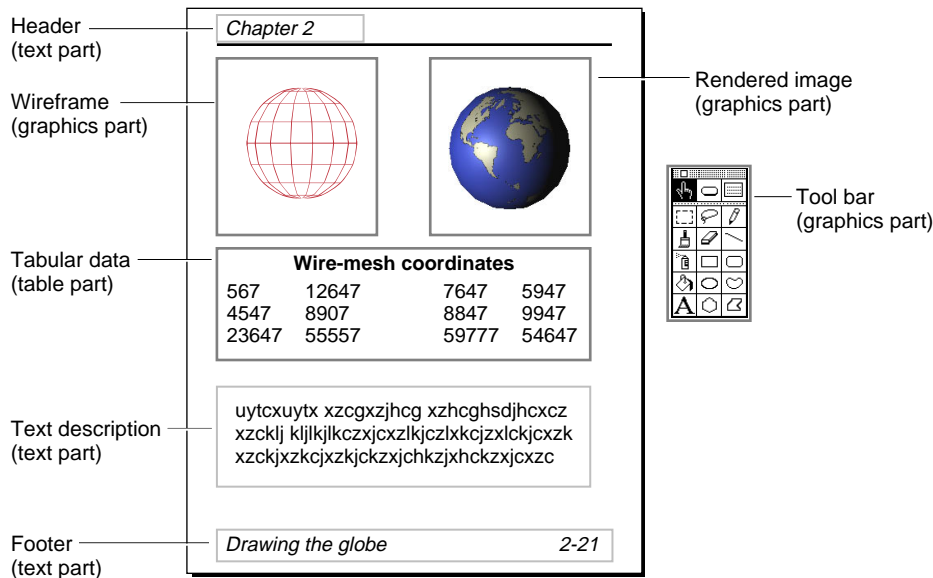 Header
(text part)
Chapter 2
Wireframe
(graphics part)
Rendered image
(graphics part)
Tool bar
(graphics part)
A
Tabular data
(table part)
Wire-mesh coordinates
567 12647 7647 5947
4547 8907 8847 9947
23647 55557 59777 54647
Text description
(text part)
uytcxuytx xzcgxzjhcg xzhcghsdjhcxcz
xzcklj kljlkjlkczxjcxzlkjczlxkcjzxlckjcxzk
xzckjxzkcjxzkjckzxjchkzjxhckzxjcxzc
Footer
(text part)
Drawing the globe 2-21